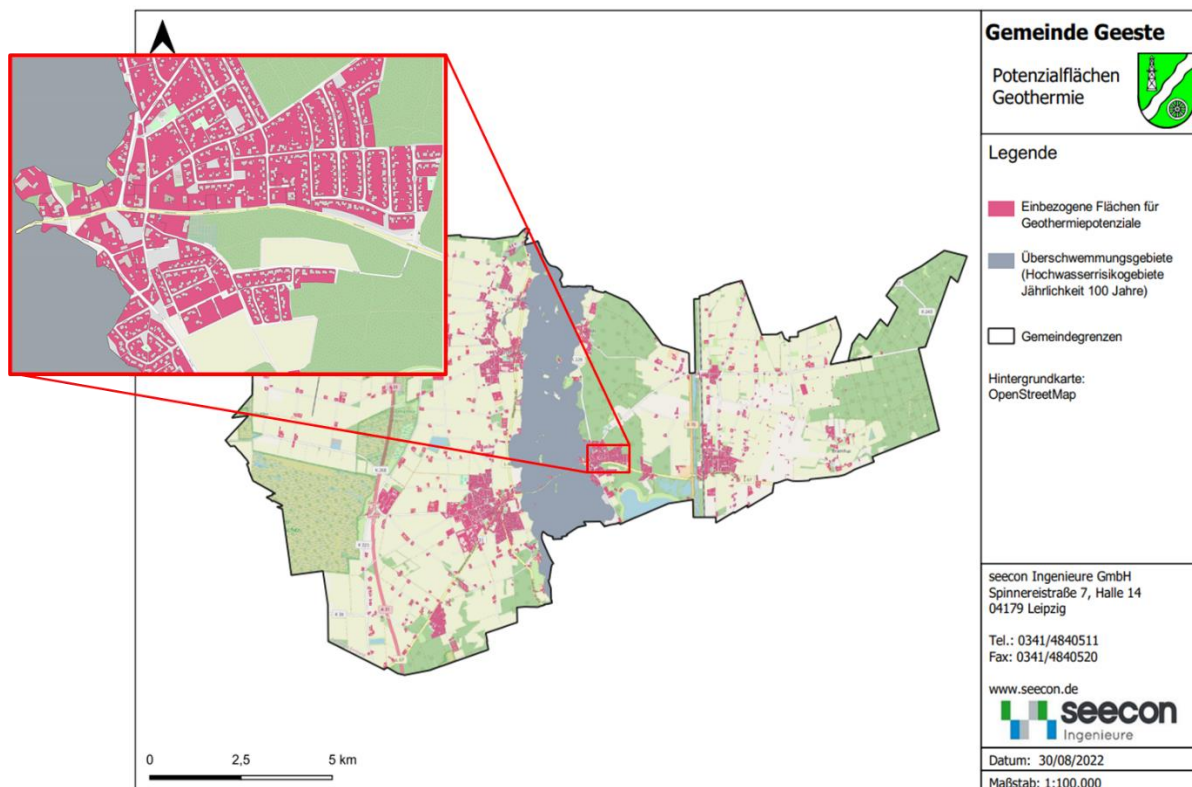 Gemeinde Geeste
Potenzialflächen
Geothermie
Legende
Einbezogene Flächen für
Geothermiepotenziale
Überschwemmungsgebiete
(Hochwasserrisikogebiete
Jährlichkeit 100 Jahre)
Gemeindegrenzen
Hintergrundkarte:
OpenStreetMap
seecon Ingenieure GmbH
Spinnereistraße 7, Halle 14
04179 Leipzig
Tel.: 0341/4840511
Fax: 0341/4840520
www.seecon.de
seecon
Ingenieure
Datum: 30/08/2022
Maßstab: 1:100.000
0 2,5 5 km